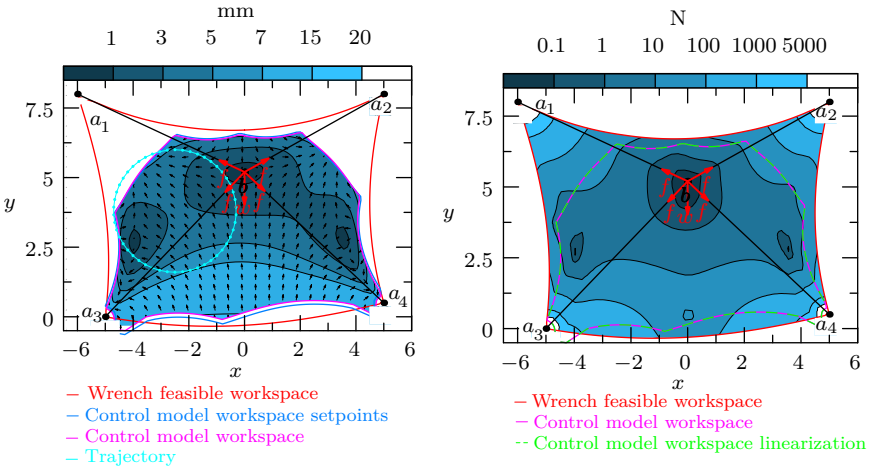 mm
1 3 5 7 15 20
7.5
5
2.5
0
y
a1
a2
a3
a4
b
−6 −4 −2 0 2 4 6
x
− Wrench feasible workspace
− Control model workspace setpoints
− Control model workspace
− Trajectory
N
0.1 1 10 100 1000 5000
7.5
5
2.5
0
y
a1
a2
a3
a4
b
−6 −4 −2 0 2 4 6
x
− Wrench feasible workspace
− Control model workspace
-- Control model workspace linearization